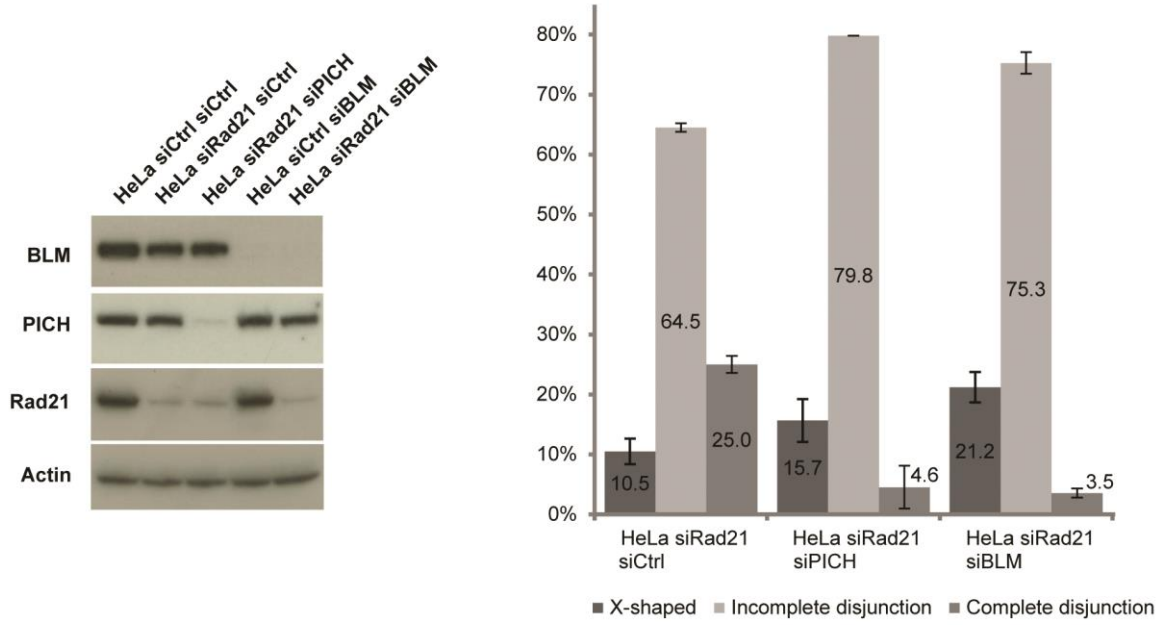 HeLa siCtrl siCtrl
HeLa siRad21 siCtrl
HeLa siRad21 siPICH
HeLa siCtrl siBLM
HeLa siRad21 siBLM
BLM
PICH
Rad21
Actin
80%
70%
60%
50%
40%
30%
20%
10%
0%
10.5
64.5
25.0
15.7
79.8
4.6
21.2
75.3
3.5
HeLa siRad21
siCtrl
HeLa siRad21
siPICH
HeLa siRad21
siBLM
X-shaped
Incomplete disjunction
Complete disjunction